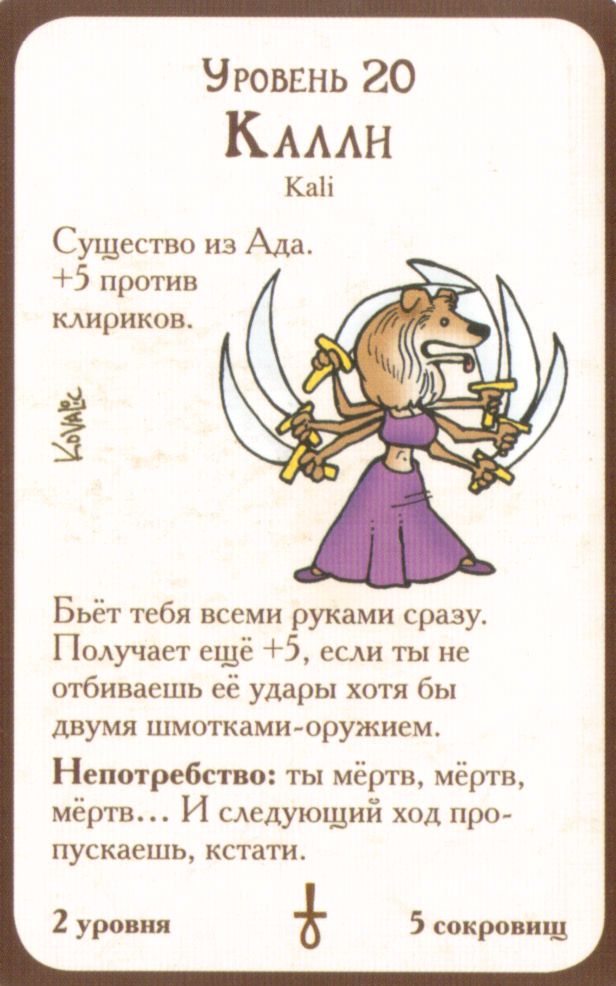 Уровень 20
Калли
Kali
Существо из Ада.
+5 против
клириков.
Kovalic
Бьёт тебя всеми руками сразу.
Получает ещё +5, если ты не
отбиваешь её удары хотя бы
двумя шмотками-оружием.
Непотребство: ты мёртв, мёртв,
мёртв... И следующий ход про-
пускаешь, кстати.
2 уровня
5 сокровищ